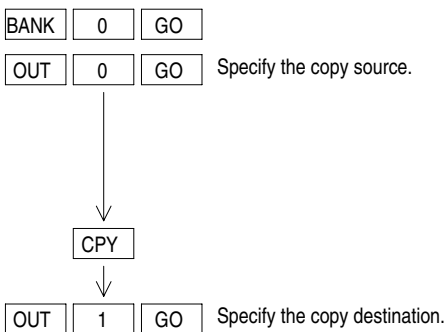 BANK 0 GO
OUT 0 GO Specify the copy source.
CPY
OUT 1 GO Specify the copy destination.